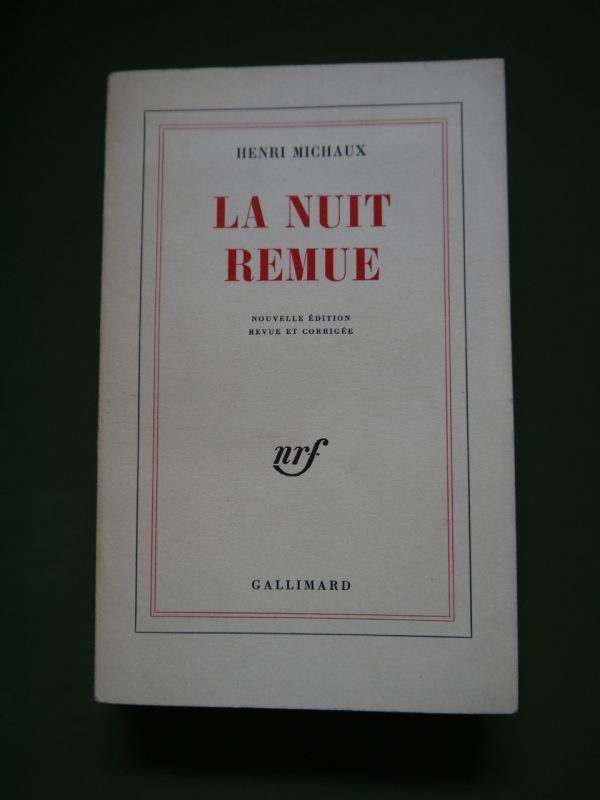 HENRI MICHAUX
LA NUIT
REMUE
NOUVELLE ÉDITION
REVUE ET CORRIGÉE
nrf
GALLIMARD